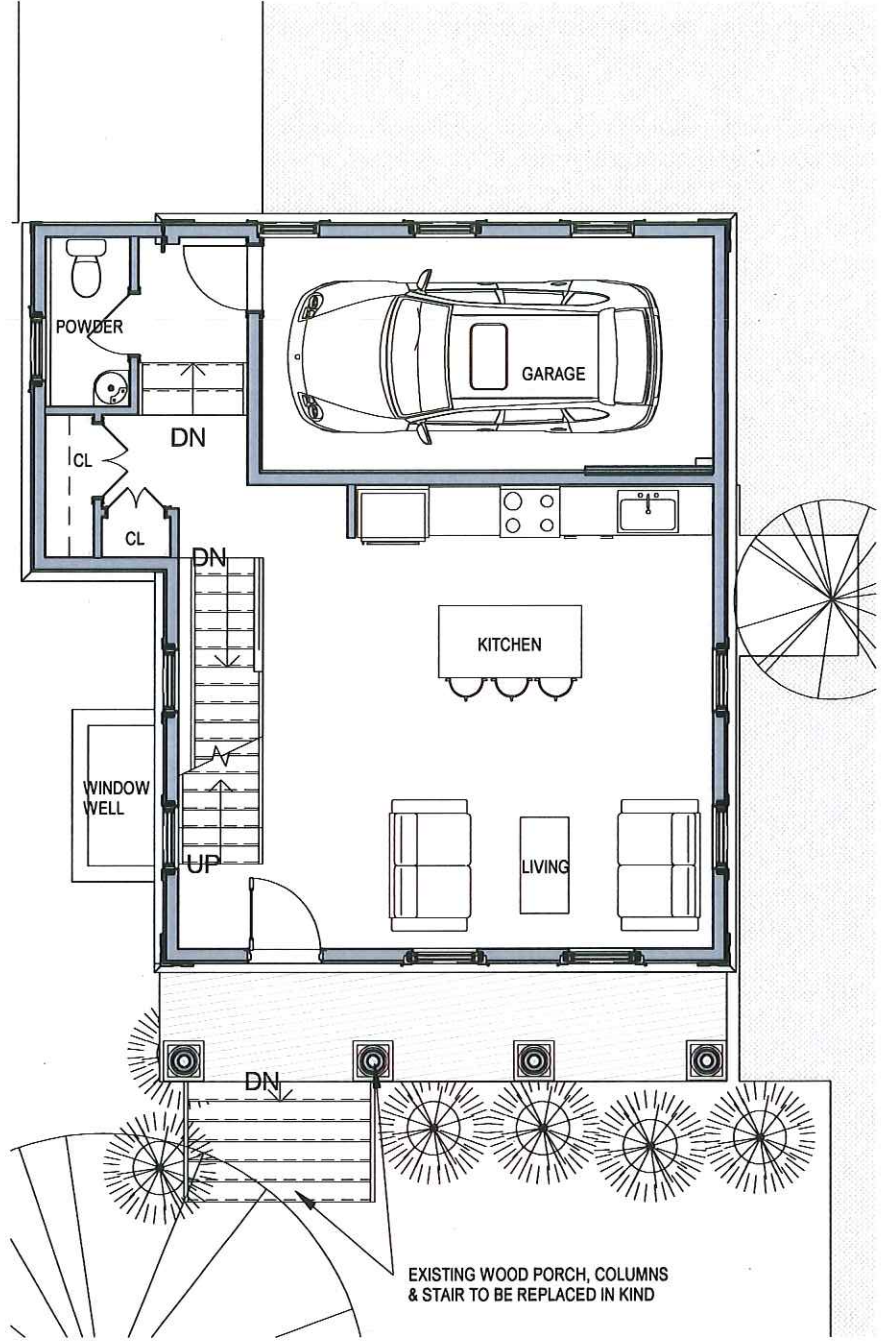 POWDER
GARAGE
DN
CL
CL
DN
KITCHEN
WINDOW
WELL
UP
LIVING
DN
EXISTING WOOD PORCH, COLUMNS
& STAIR TO BE REPLACED IN KIND